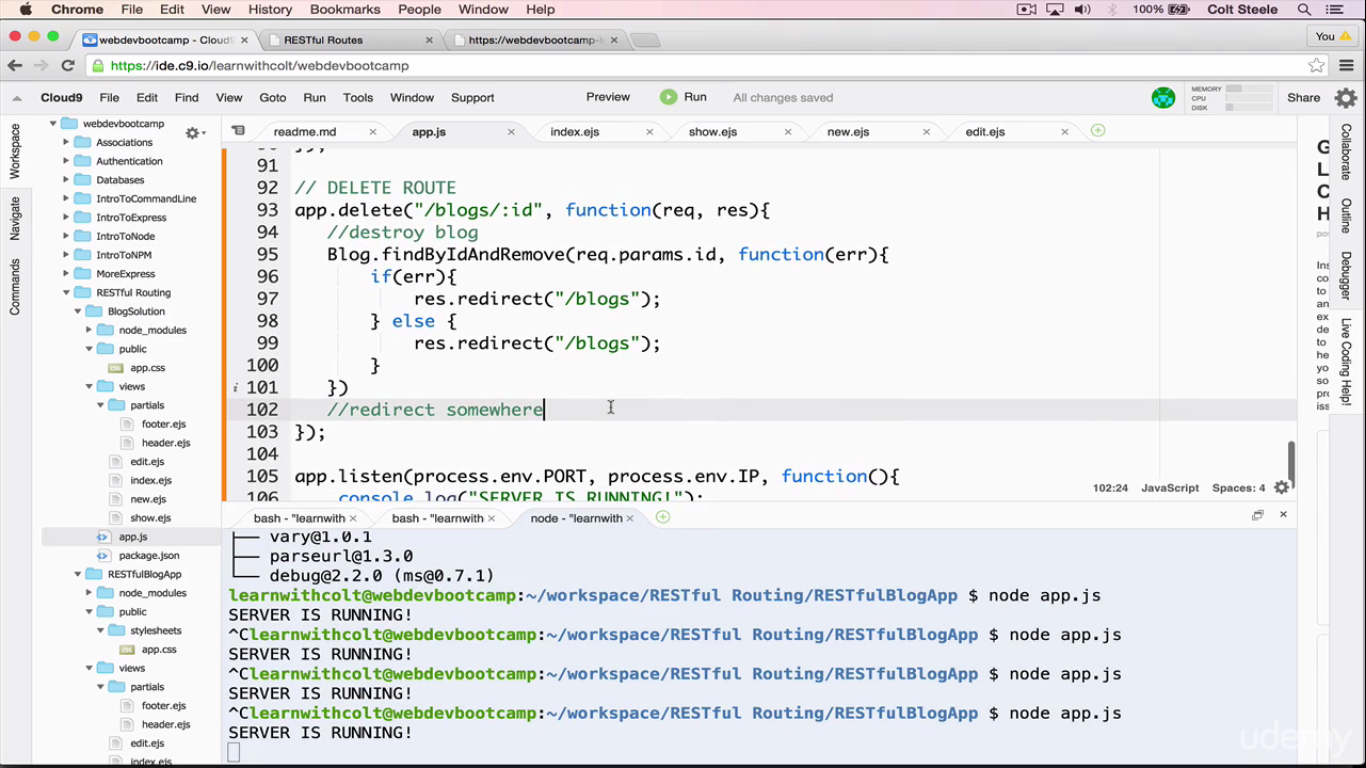 Chrome File Edit View History Bookmarks People Window Help 100% Colt Steele
webdevbootcamp - Cloud9 RESTful Routes https://webdevbootcamp- You
https://ide.c9.io/learnwithcolt/webdevbootcamp
Cloud9 File Edit Find View Goto Run Tools Window Support Preview Run All changes saved MEMORY CPU DISK Share
readme.md app.js index.ejs show.ejs new.ejs edit.ejs
Workspace
Navigate
Commands
webdevbootcamp
Associations
Authentication
Databases
IntroToCommandLine
IntroToExpress
IntroToNode
IntroToNPM
MoreExpress
RESTful Routing
BlogSolution
node_modules
public
app.css
views
partials
footer.ejs
header.ejs
edit.ejs
index.ejs
new.ejs
show.ejs
app.js
package.json
RESTfulBlogApp
node_modules
public
stylesheets
app.css
views
partials
footer.ejs
header.ejs
edit.ejs
index.ejs
90 });
91
92 // DELETE ROUTE
93 app.delete("/blogs/:id", function(req, res){
94 //destroy blog
95 Blog.findByIdAndRemove(req.params.id, function(err){
96 if(err){
97 res.redirect("/blogs");
98 } else {
99 res.redirect("/blogs");
100 }
101 })
102 //redirect somewhere
103 });
104
105 app.listen(process.env.PORT, process.env.IP, function(){
106 console.log("SERVER IS RUNNING!");
102:24 JavaScript Spaces: 4
bash - "learnwith bash - "learnwith node - "learnwith
├── vary@1.0.1
├── parseurl@1.3.0
└── debug@2.2.0 (ms@0.7.1)
learnwithcolt@webdevbootcamp:~/workspace/RESTful Routing/RESTfulBlogApp $ node app.js
SERVER IS RUNNING!
^Clearnwithcolt@webdevbootcamp:~/workspace/RESTful Routing/RESTfulBlogApp $ node app.js
SERVER IS RUNNING!
^Clearnwithcolt@webdevbootcamp:~/workspace/RESTful Routing/RESTfulBlogApp $ node app.js
SERVER IS RUNNING!
^Clearnwithcolt@webdevbootcamp:~/workspace/RESTful Routing/RESTfulBlogApp $ node app.js
SERVER IS RUNNING!
Collaborate
Outline
Debugger
Live Coding Help!
udemy